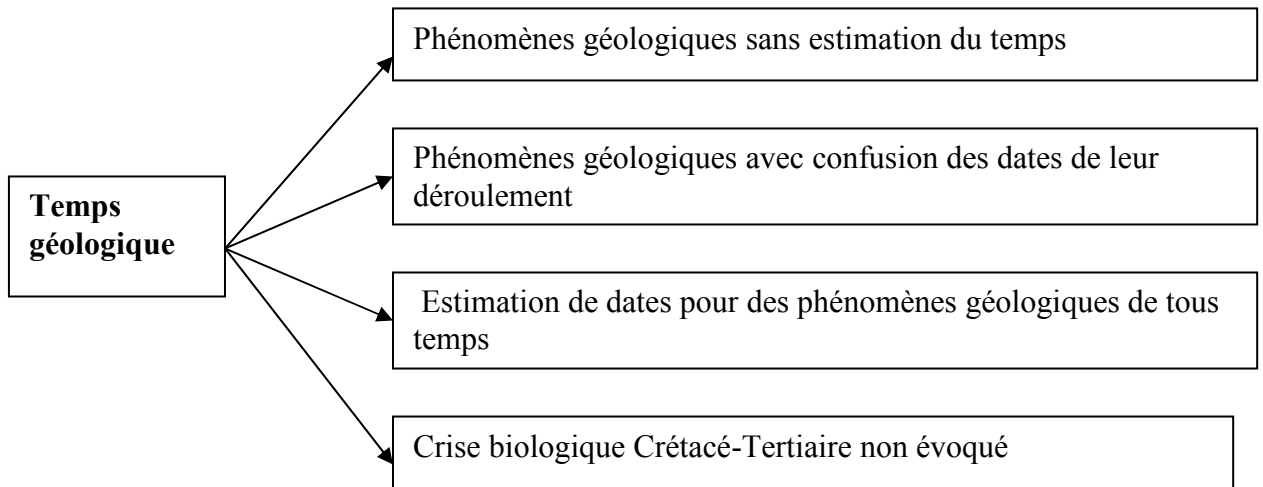 Phénomènes géologiques sans estimation du temps
Phénomènes géologiques avec confusion des dates de leur
déroulement
Temps
géologique
Estimation de dates pour des phénomènes géologiques de tous
temps
Crise biologique Crétacé-Tertiaire non évoqué